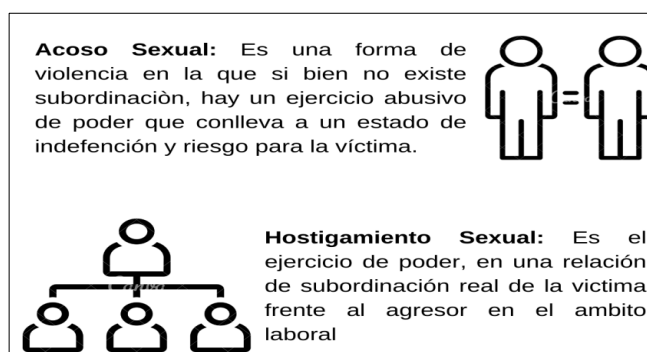 Acoso Sexual: Es una forma de
violencia en la que si bien no existe
subordinaciòn, hay un ejercicio abusivo
de poder que conlleva a un estado de
indefención y riesgo para la víctima.
Hostigamiento Sexual: Es el
ejercicio de poder, en una relación
de subordinación real de la victima
frente al agresor en el ambito
laboral